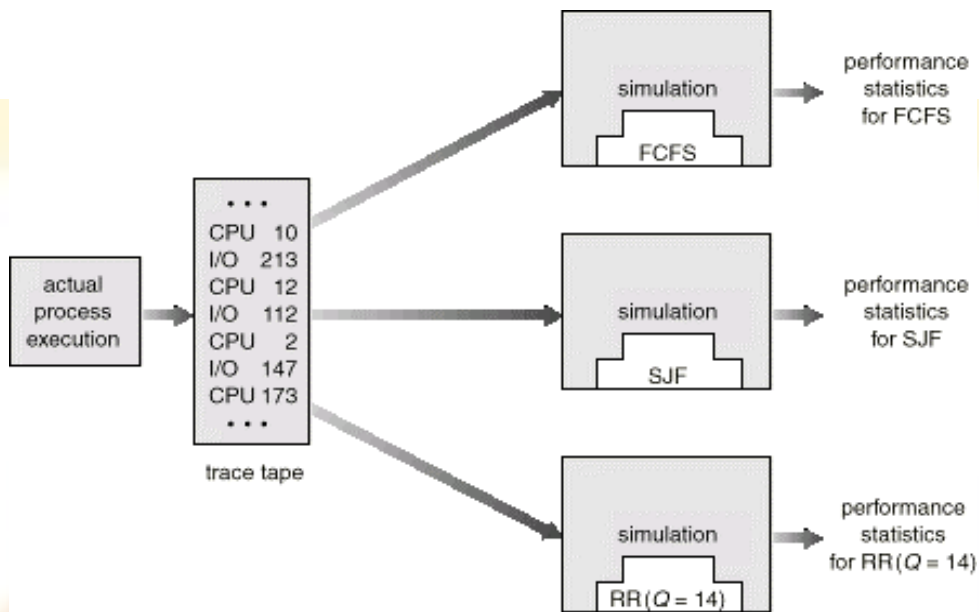 actual
process
execution
• • •
CPU 10
I/O 213
CPU 12
I/O 112
CPU 2
I/O 147
CPU 173
• • •
trace tape
simulation
FCFS
performance
statistics
for FCFS
simulation
SJF
performance
statistics
for SJF
simulation
RR(Q = 14)
performance
statistics
for RR(Q = 14)